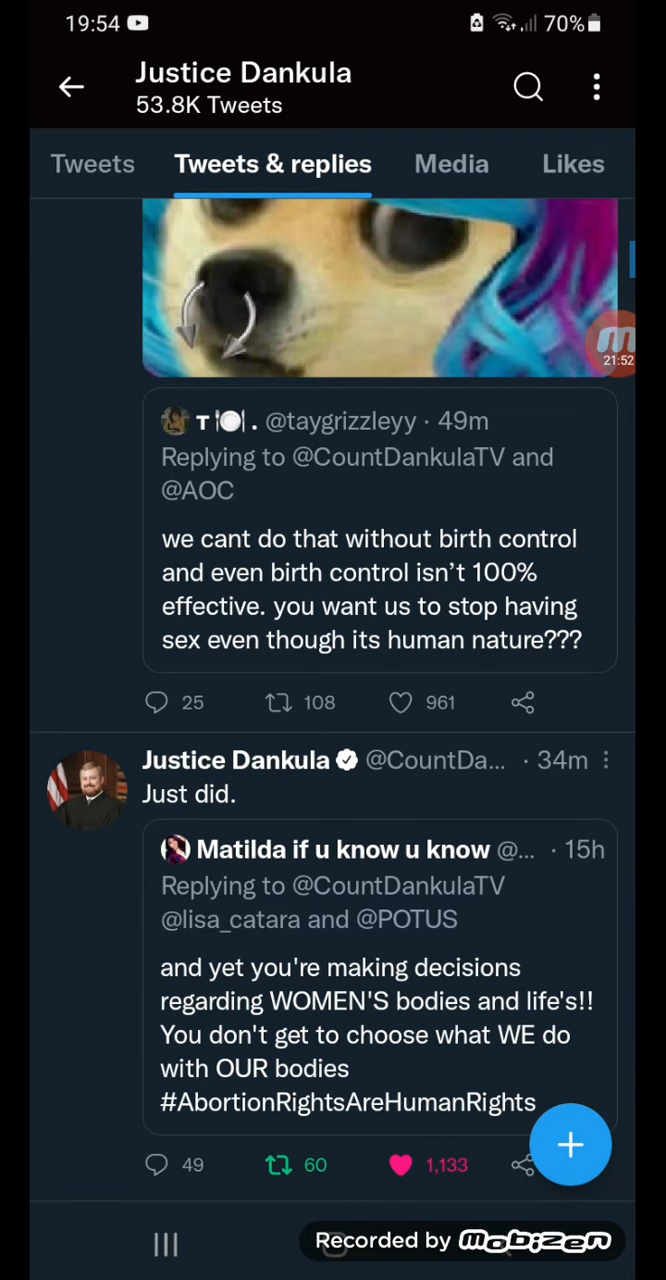 19:54
70%
Justice Dankula
53.8K Tweets
Tweets
Tweets & replies
Media
Likes
21:52
T🍽. @taygrizzleyy · 49m
Replying to @CountDankulaTV and
@AOC
we cant do that without birth control
and even birth control isn’t 100%
effective. you want us to stop having
sex even though its human nature???
25
108
961
Justice Dankula @CountDa... · 34m
Just did.
Matilda if u know u know @... · 15h
Replying to @CountDankulaTV
@lisa_catara and @POTUS
and yet you're making decisions
regarding WOMEN'S bodies and life's!!
You don't get to choose what WE do
with OUR bodies
#AbortionRightsAreHumanRights
49
60
1,133
Recorded by mobizen